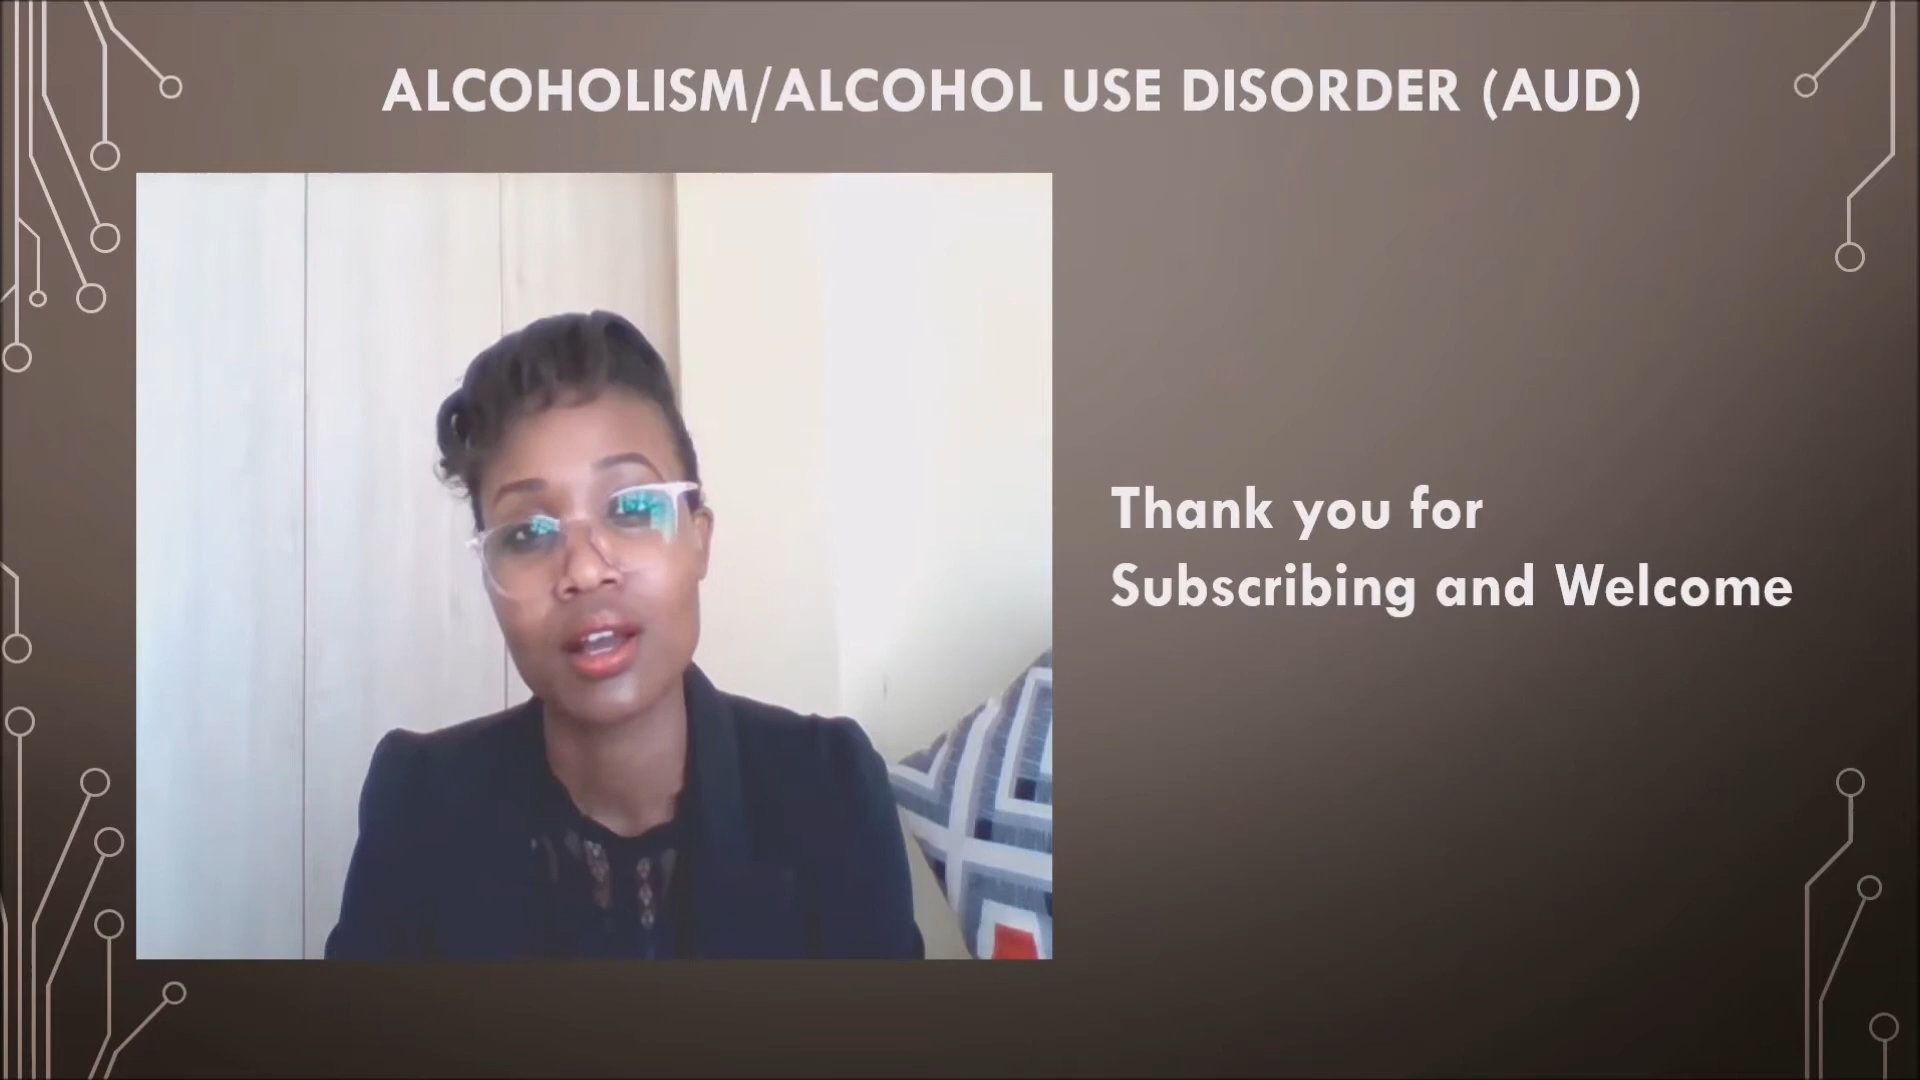 ALCOHOLISM/ALCOHOL USE DISORDER (AUD)
Thank you for
Subscribing and Welcome